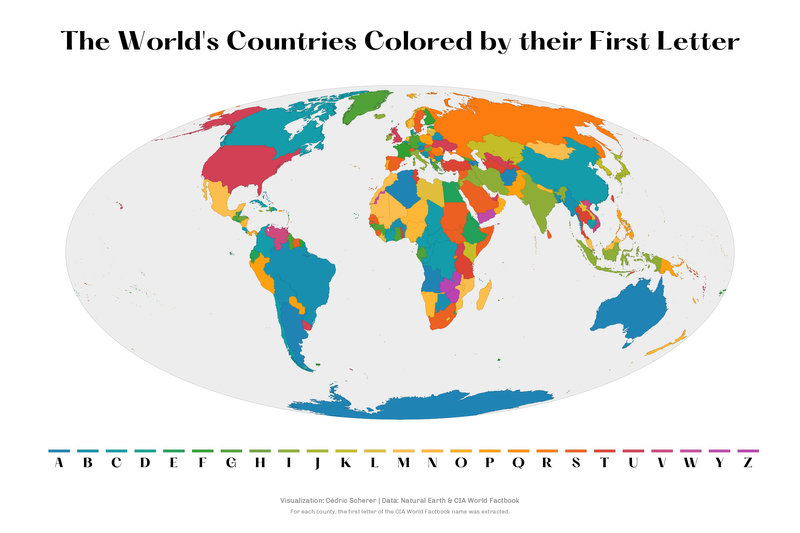 The World's Countries Colored by their First Letter
A B C D E F G H I J K L M N O P Q R S T U V W Y Z
Visualization: Cédric Scherer | Data: Natural Earth & CIA World Factbook
For each county, the first letter of the CIA World Factbook name was extracted.